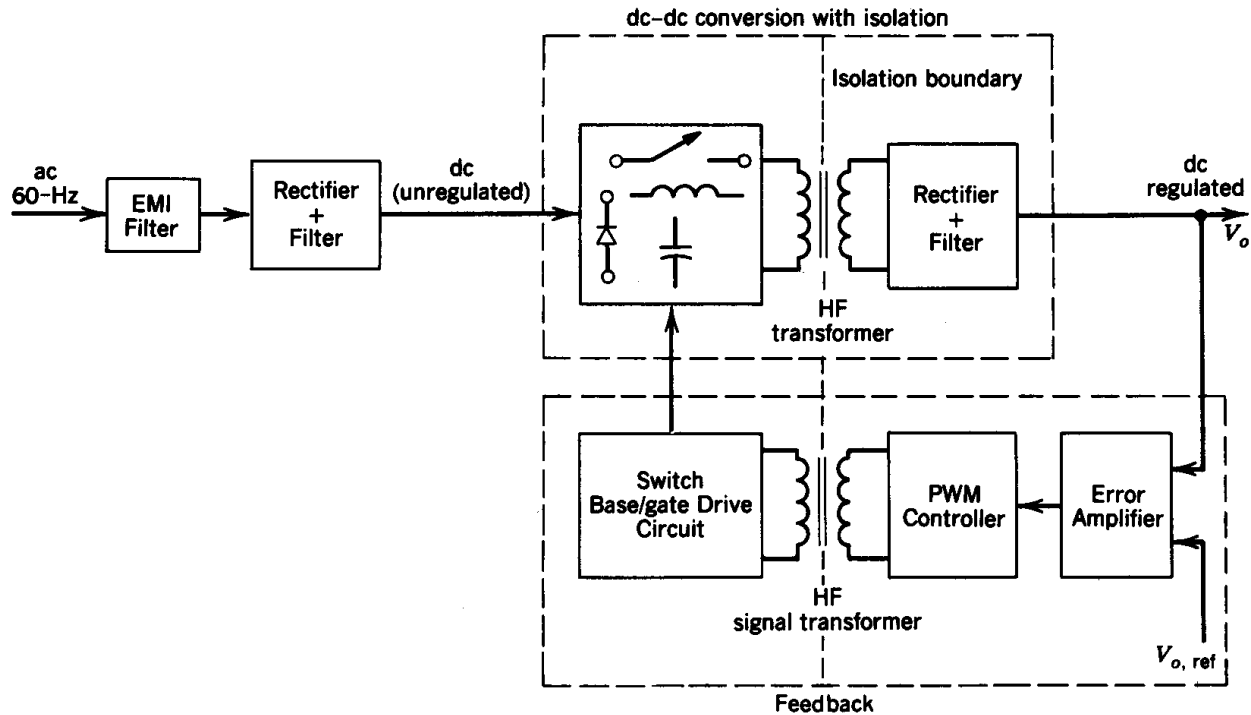 dc-dc conversion with isolation
Isolation boundary
ac
60-Hz
EMI
Filter
Rectifier
+
Filter
dc
(unregulated)
HF
transformer
Rectifier
+
Filter
dc
regulated
Vo
Switch
Base/gate Drive
Circuit
HF
signal transformer
PWM
Controller
Error
Amplifier
Vo, ref
Feedback